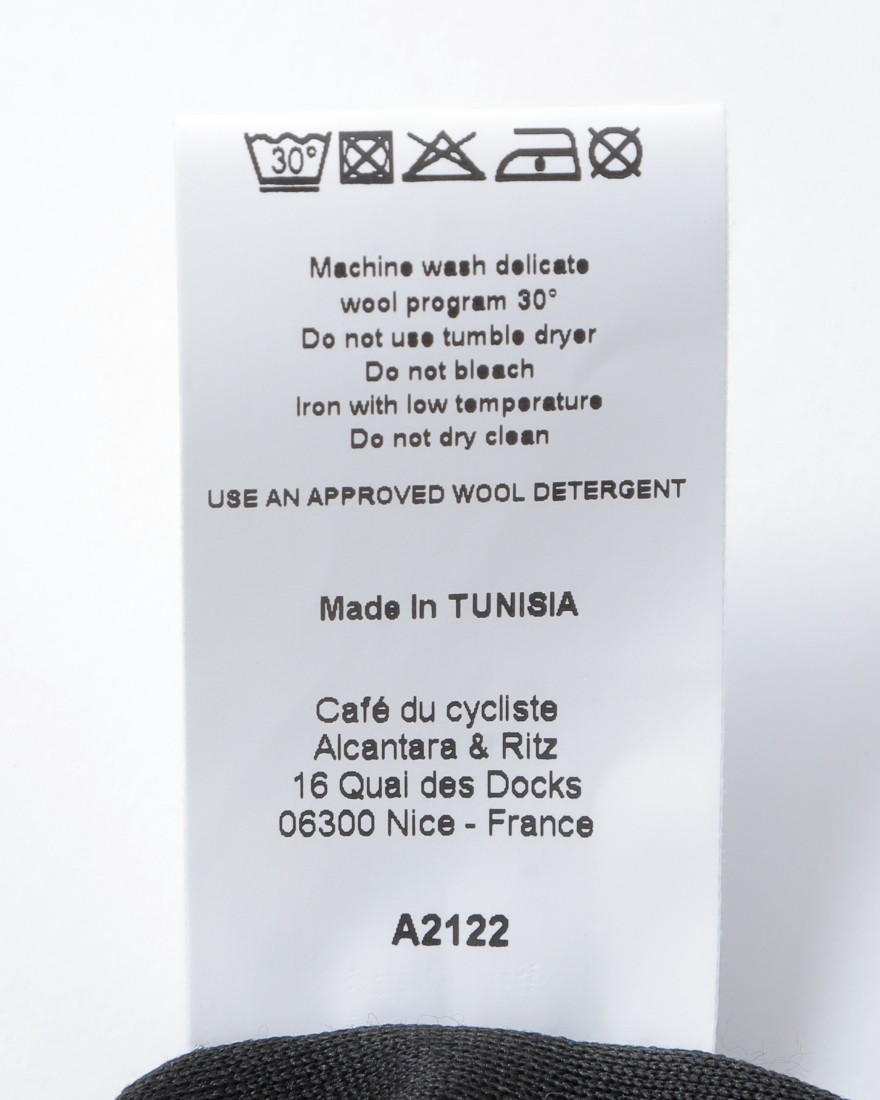 30°
Machine wash delicate
wool program 30°
Do not use tumble dryer
Do not bleach
Iron with low temperature
Do not dry clean
USE AN APPROVED WOOL DETERGENT
Made In TUNISIA
Café du cycliste
Alcantara & Ritz
16 Quai des Docks
06300 Nice - France
A2122